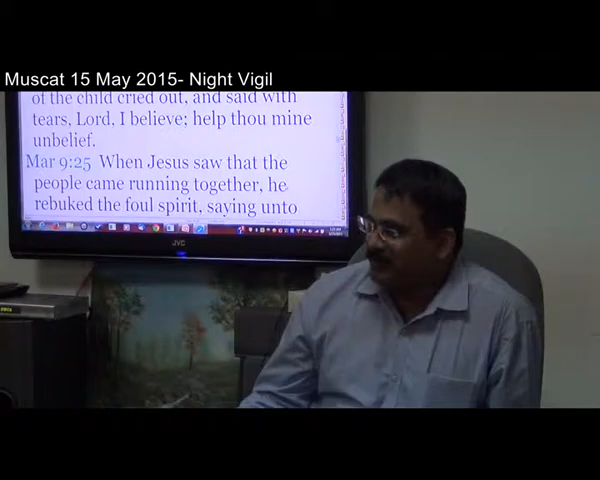 Muscat 15 May 2015- Night Vigil
of the child cried out, and said with
tears, Lord, I believe; help thou mine
unbelief.
Mar 9:25 When Jesus saw that the
people came running together, he
rebuked the foul spirit, saying unto
JVC